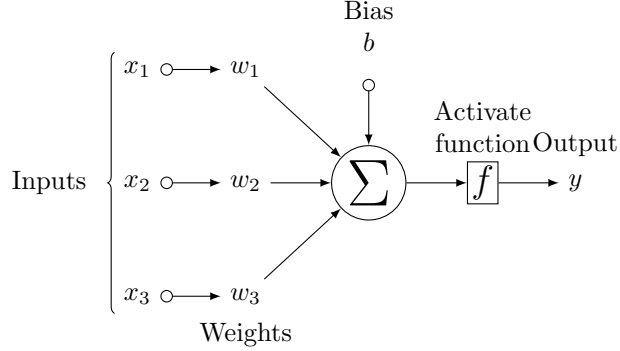 Bias
b
x₁ w₁
Activate
function Output
Inputs x₂ w₂ Σ f y
x₃ w₃
Weights